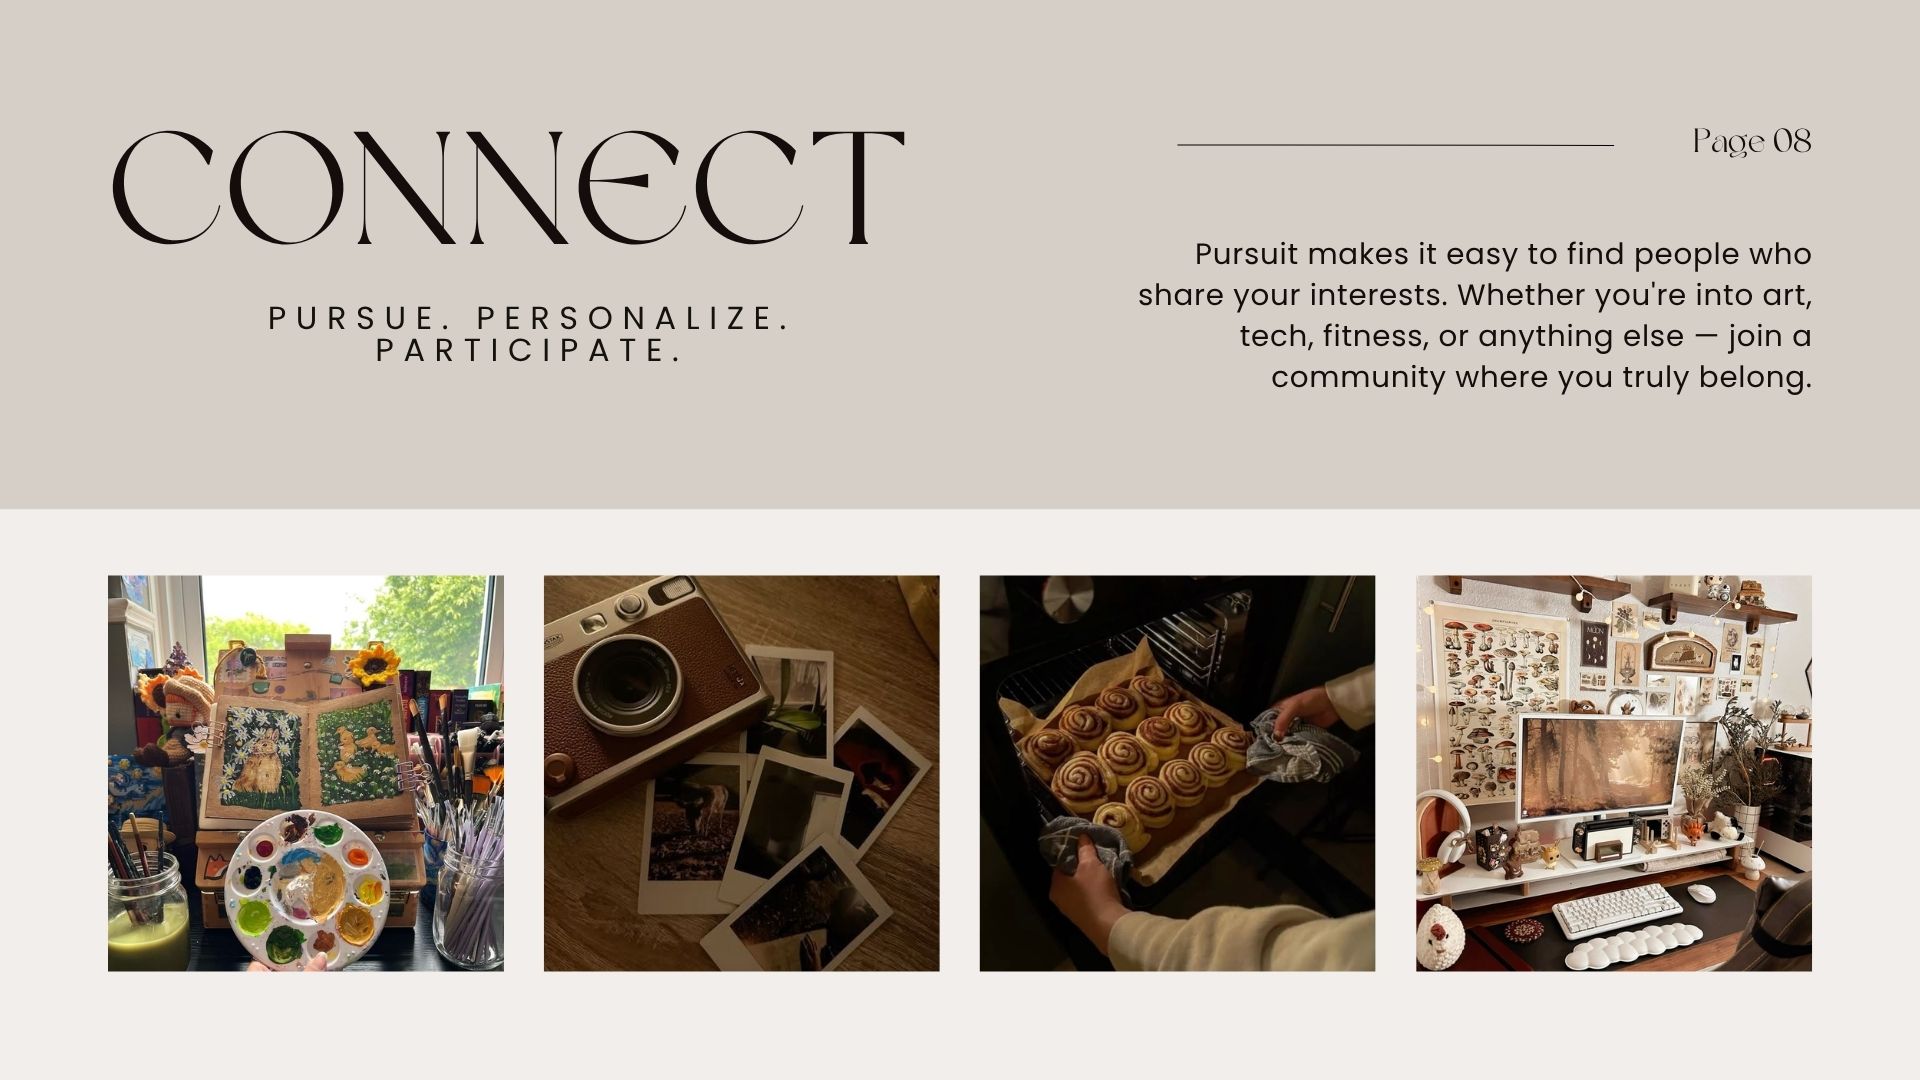 CONNECT
PURSUE. PERSONALIZE.
PARTICIPATE.
Page 08
Pursuit makes it easy to find people who
share your interests. Whether you're into art,
tech, fitness, or anything else — join a
community where you truly belong.
MOON